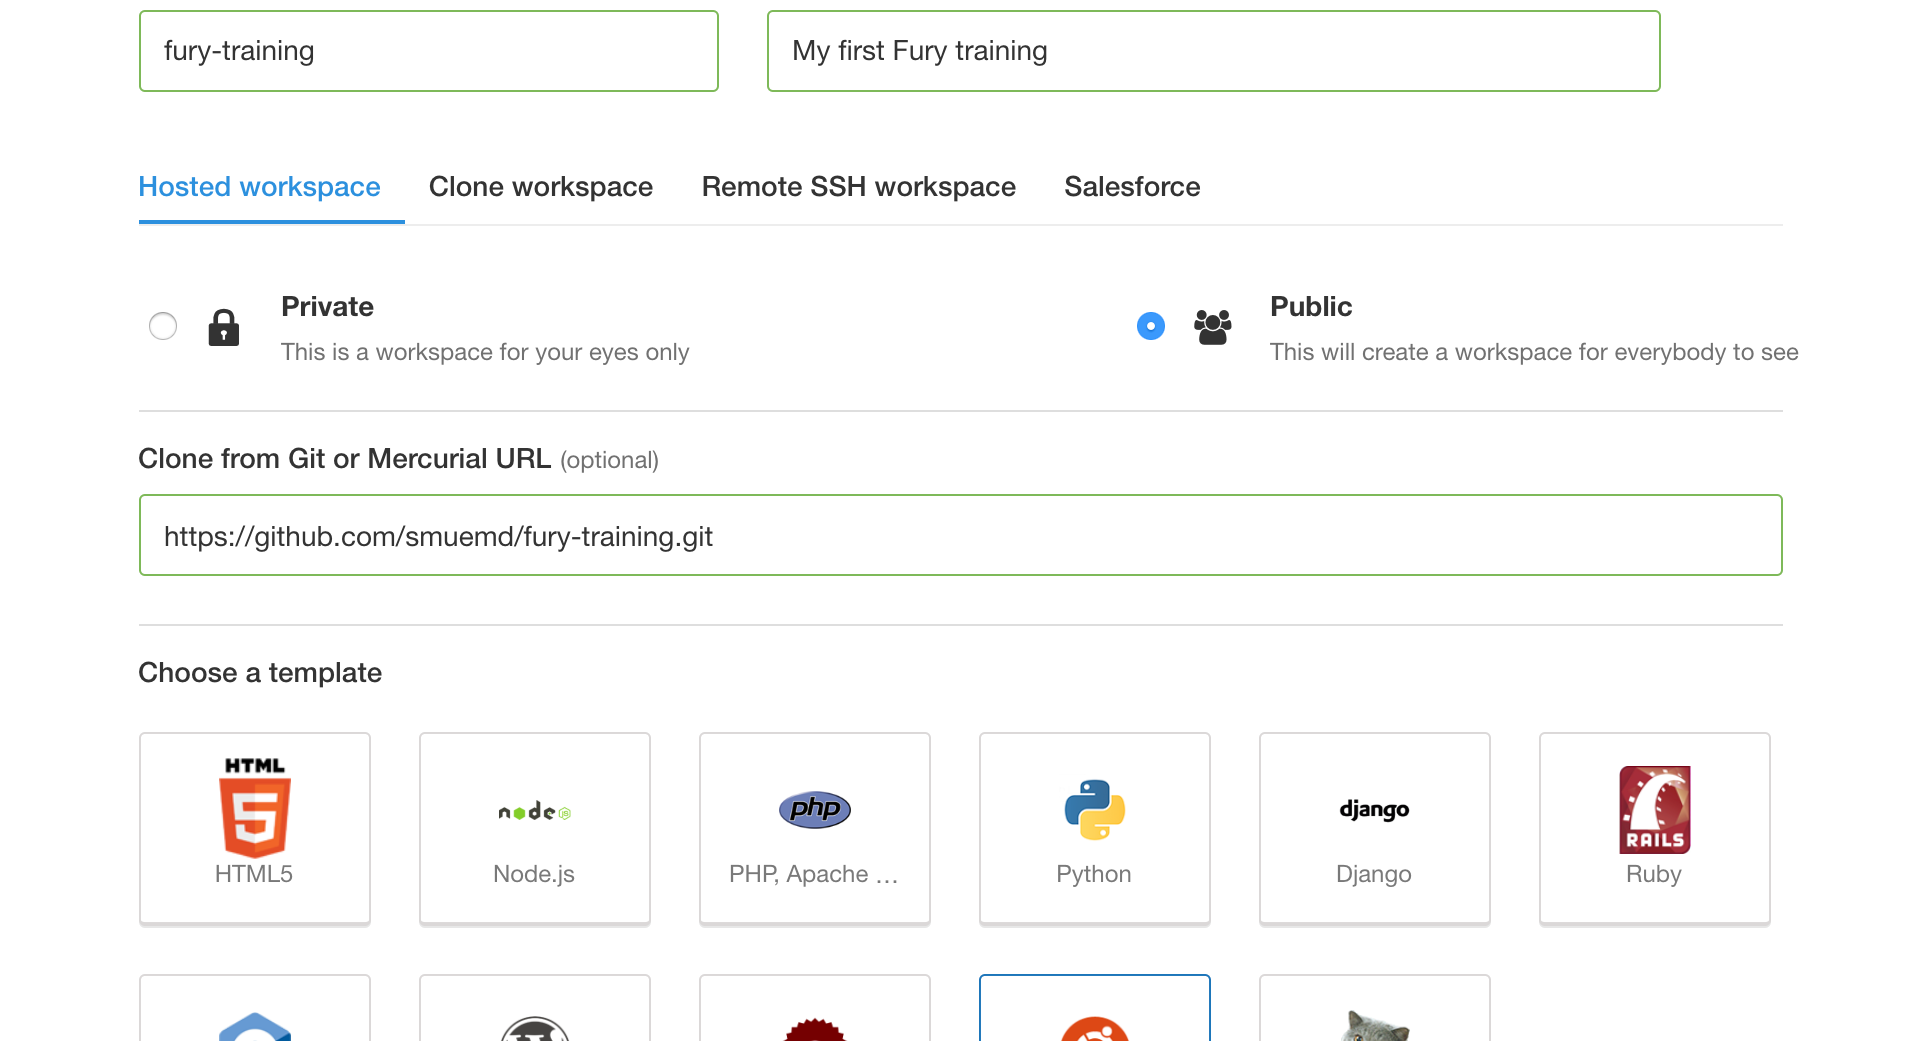 fury-training
My first Fury training
Hosted workspace
Clone workspace
Remote SSH workspace
Salesforce
Private
This is a workspace for your eyes only
Public
This will create a workspace for everybody to see
Clone from Git or Mercurial URL (optional)
https://github.com/smuemd/fury-training.git
Choose a template
HTML
5
HTML5
node JS
Node.js
php
PHP, Apache ...
Python
django
Django
RAILS
Ruby